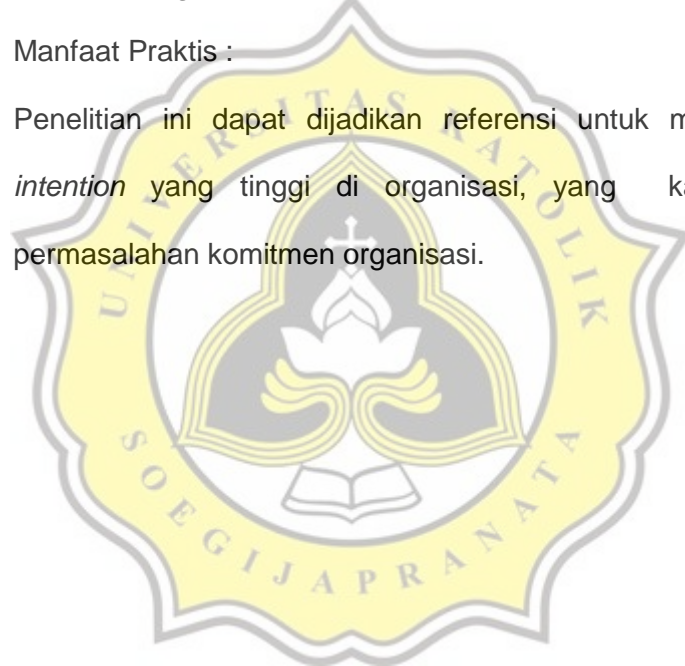 Manfaat Praktis :
Penelitian ini dapat dijadikan referensi untuk
intention yang tinggi di organisasi, yang
permasalahan komitmen organisasi.
UNIVERSITAS KATOLIK
SOEGIJAPRANATA